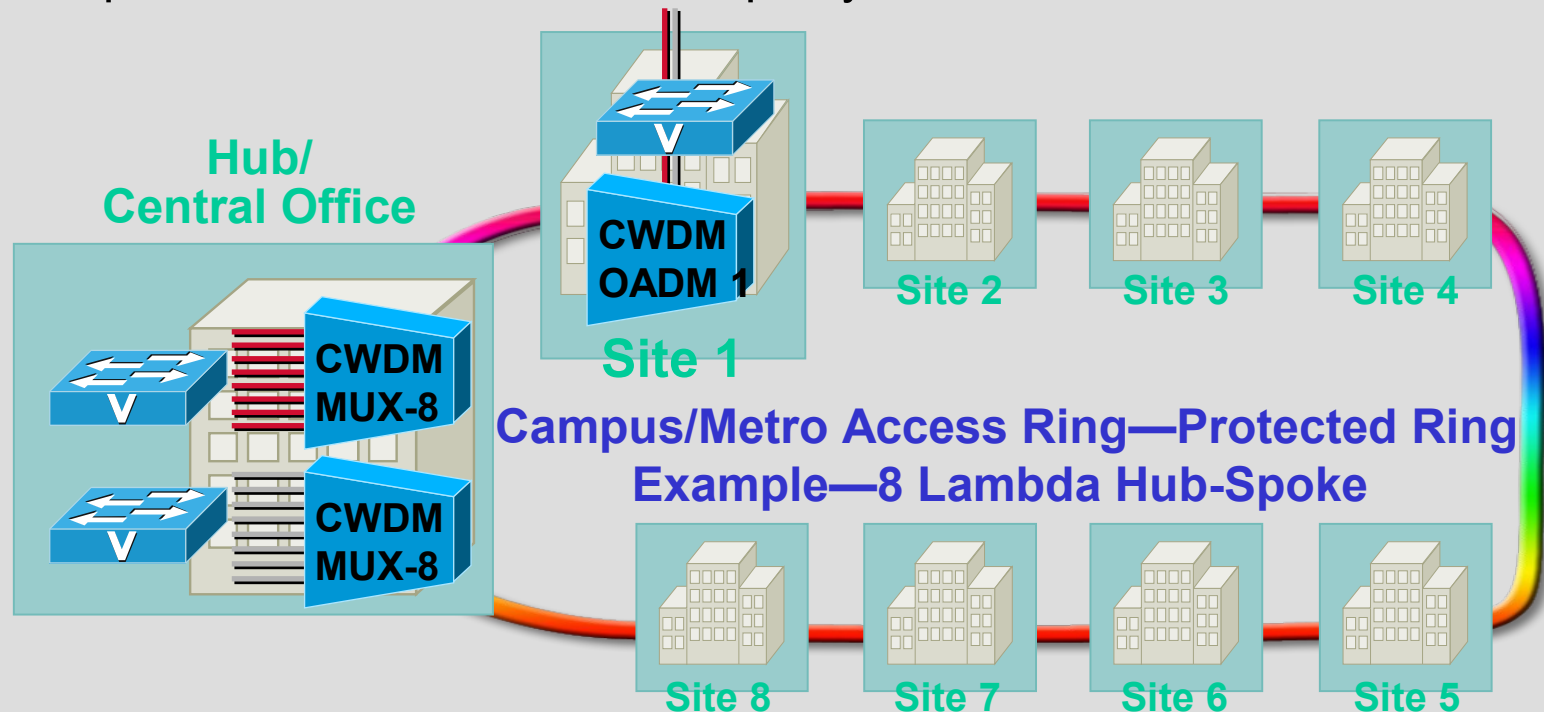 Hub/
Central Office
V
CWDM
OADM 1
Site 1
Site 2
Site 3
Site 4
V
CWDM
MUX-8
V
CWDM
MUX-8
Campus/Metro Access Ring—Protected Ring
Example—8 Lambda Hub-Spoke
Site 8
Site 7
Site 6
Site 5